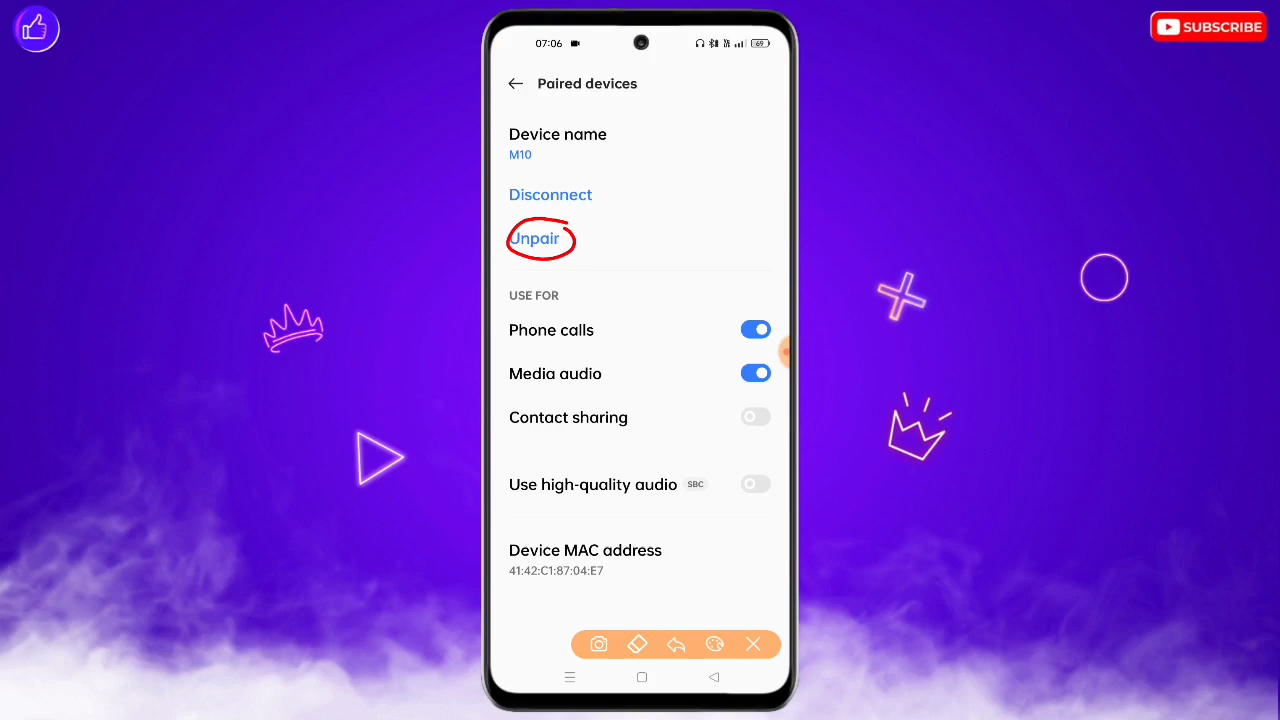 SUBSCRIBE
07:06
69
Paired devices
Device name
M10
Disconnect
Unpair
USE FOR
Phone calls
Media audio
Contact sharing
Use high-quality audio SBC
Device MAC address
41:42:C1:87:04:E7